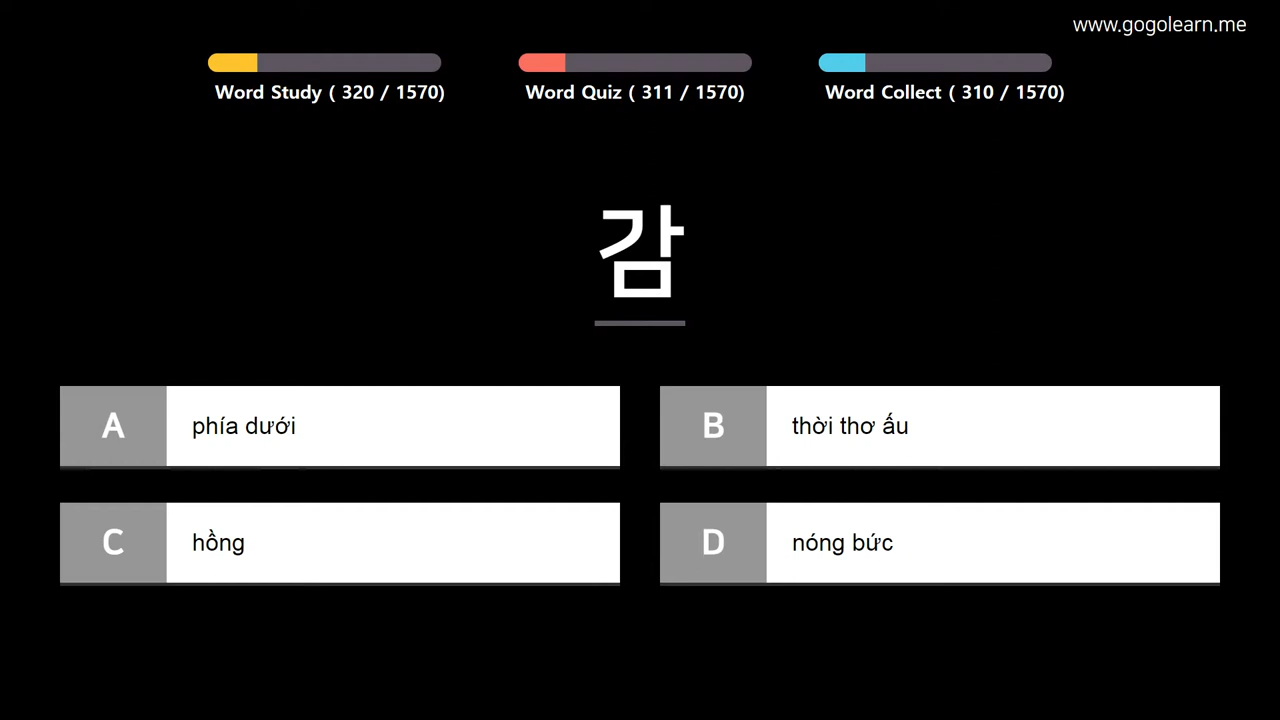 www.gogolearn.me
Word Study ( 320 / 1570)
Word Quiz ( 311 / 1570)
Word Collect ( 310 / 1570)
감
A phía dưới
B thời thơ ấu
C hồng
D nóng bức